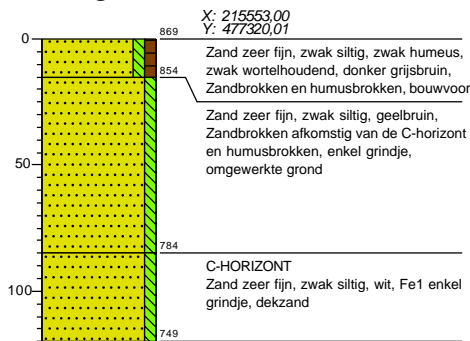 X: 215553,00
Y: 477320,01
0
869
Zand zeer fijn, zwak siltig, zwak humeus,
zwak wortelhoudend, donker grijsbruin,
Zandbrokken en humusbrokken, bouwvoor
854
Zand zeer fijn, zwak siltig, geelbruin,
Zandbrokken afkomstig van de C-horizont
en humusbrokken, enkel grindje,
omgewerkte grond
50
784
C-HORIZONT
Zand zeer fijn, zwak siltig, wit, Fe1 enkel
grindje, dekzand
100
749